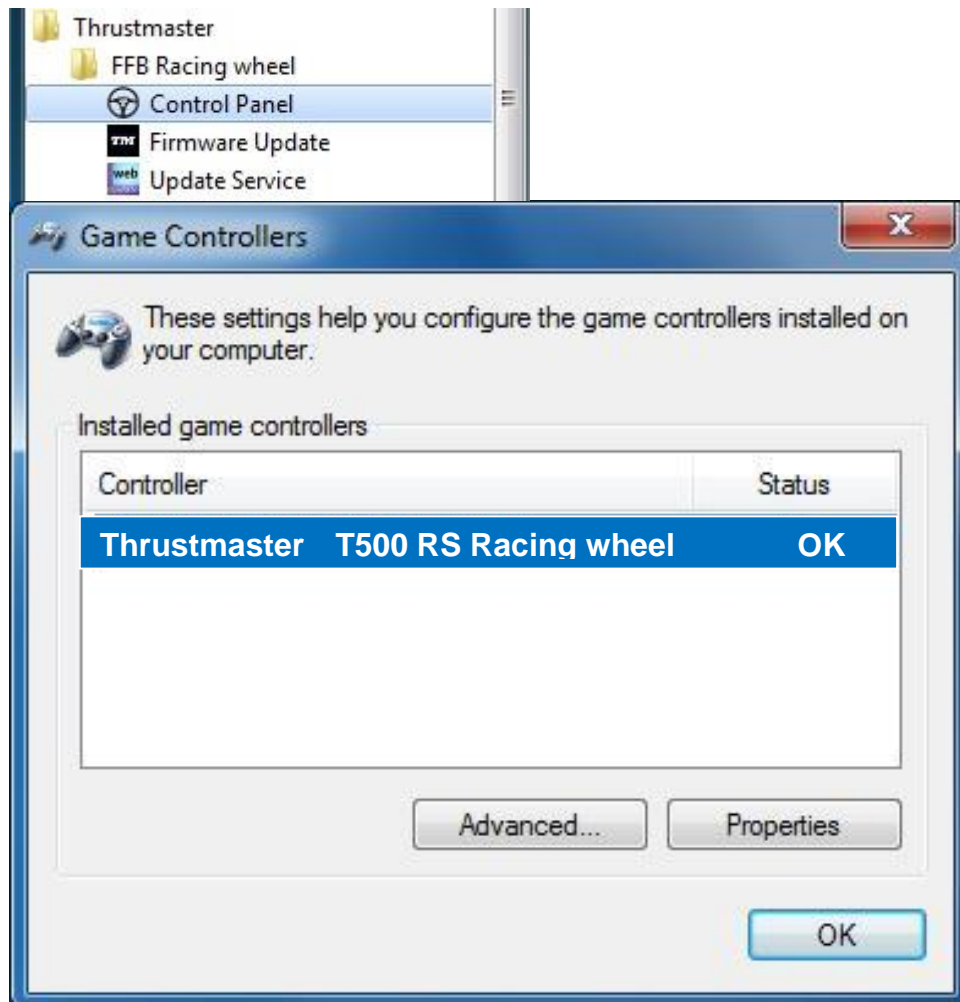 Thrustmaster
FFB Racing wheel
Control Panel
TM Firmware Update
web Update Service
Game Controllers
X
These settings help you configure the game controllers installed on
your computer.
Installed game controllers
Controller Status
Thrustmaster T500 RS Racing wheel OK
Advanced... Properties
OK